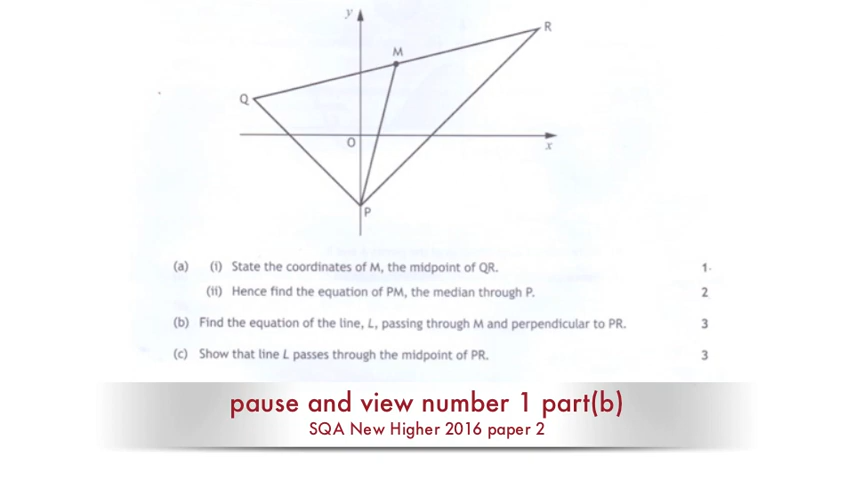 y
R
M
Q
O
x
P
(a) (i) State the coordinates of M, the midpoint of QR. 1
(ii) Hence find the equation of PM, the median through P. 2
(b) Find the equation of the line, L, passing through M and perpendicular to PR. 3
(c) Show that line L passes through the midpoint of PR. 3
pause and view number 1 part(b)
SQA New Higher 2016 paper 2